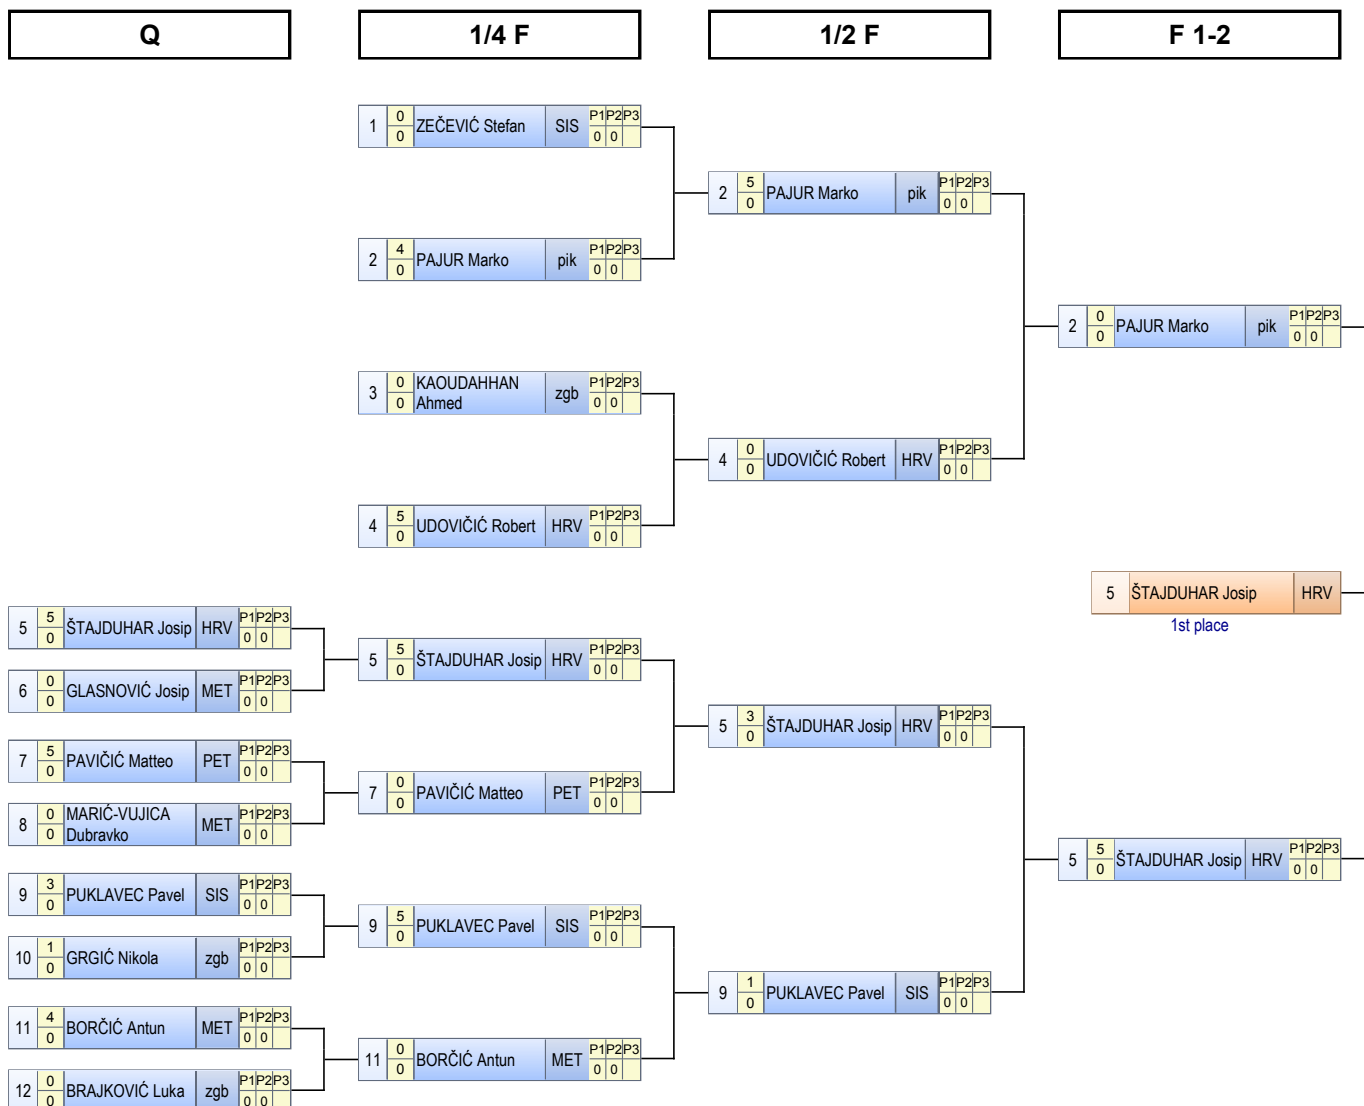 Q
1/4 F
1/2 F
F 1-2
1 0 0 ZEČEVIĆ Stefan SIS P1 P2 P3 0 0
2 4 0 PAJUR Marko pik P1 P2 P3 0 0
3 0 0 KAOUDAHHAN Ahmed zgb P1 P2 P3 0 0
4 5 0 UDOVIČIĆ Robert HRV P1 P2 P3 0 0
2 5 0 PAJUR Marko pik P1 P2 P3 0 0
4 0 0 UDOVIČIĆ Robert HRV P1 P2 P3 0 0
2 0 0 PAJUR Marko pik P1 P2 P3 0 0
5 ŠTAJDUHAR Josip HRV
1st place
5 5 0 ŠTAJDUHAR Josip HRV P1 P2 P3 0 0
6 0 0 GLASNOVIĆ Josip MET P1 P2 P3 0 0
7 5 0 PAVIČIĆ Matteo PET P1 P2 P3 0 0
8 0 0 MARIĆ-VUJICA Dubravko MET P1 P2 P3 0 0
9 3 0 PUKLAVEC Pavel SIS P1 P2 P3 0 0
10 1 0 GRGIĆ Nikola zgb P1 P2 P3 0 0
11 4 0 BORČIĆ Antun MET P1 P2 P3 0 0
12 0 0 BRAJKOVIĆ Luka zgb P1 P2 P3 0 0
5 5 0 ŠTAJDUHAR Josip HRV P1 P2 P3 0 0
7 0 0 PAVIČIĆ Matteo PET P1 P2 P3 0 0
9 5 0 PUKLAVEC Pavel SIS P1 P2 P3 0 0
11 0 0 BORČIĆ Antun MET P1 P2 P3 0 0
5 3 0 ŠTAJDUHAR Josip HRV P1 P2 P3 0 0
9 1 0 PUKLAVEC Pavel SIS P1 P2 P3 0 0
5 5 0 ŠTAJDUHAR Josip HRV P1 P2 P3 0 0